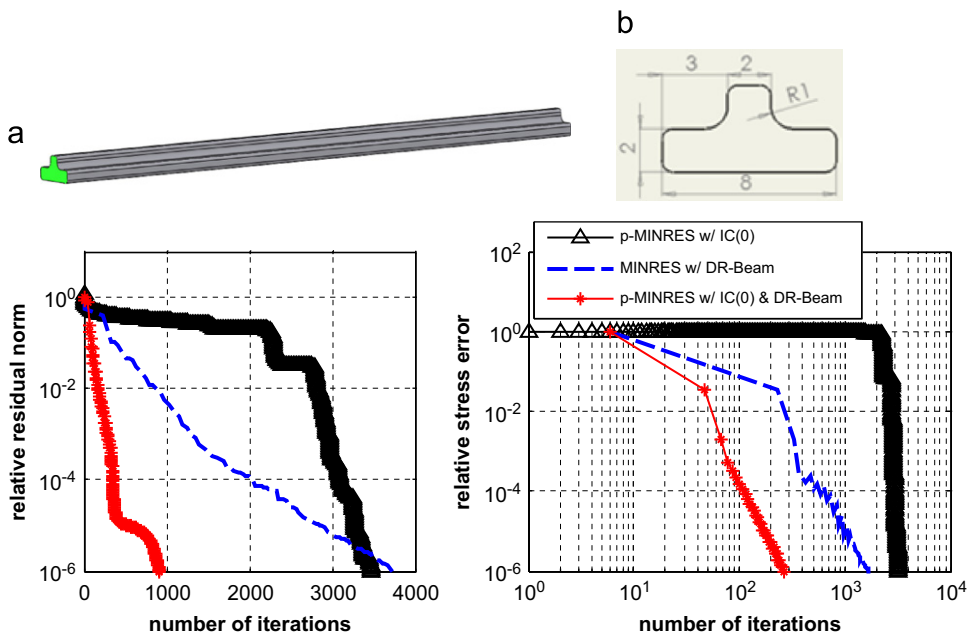 a
b
3
2
R1
2
8
p-MINRES w/ IC(0)
MINRES w/ DR-Beam
p-MINRES w/ IC(0) & DR-Beam
relative residual norm
10^0
10^-2
10^-4
10^-6
0
1000
2000
3000
4000
number of iterations
relative stress error
10^2
10^0
10^-2
10^-4
10^-6
10^0
10^1
10^2
10^3
10^4
number of iterations